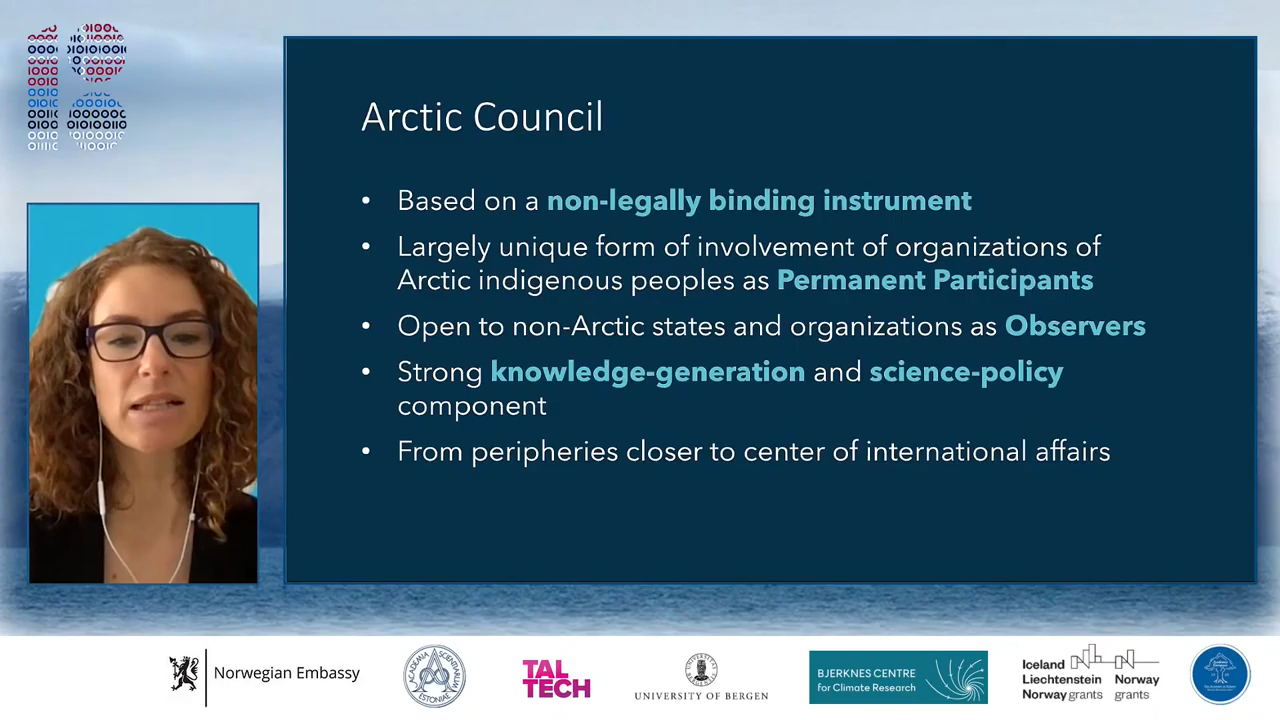 Arctic Council
• Based on a non-legally binding instrument
• Largely unique form of involvement of organizations of
Arctic indigenous peoples as Permanent Participants
• Open to non-Arctic states and organizations as Observers
• Strong knowledge-generation and science-policy
component
• From peripheries closer to center of international affairs
Norwegian Embassy
ACADEMIA SCIENTIARUM ESTONIAE
TAL
TECH
UNIVERSITY OF BERGEN
BJERKNES CENTRE
for Climate Research
Iceland
Liechtenstein
Norway grants
Norway
grants